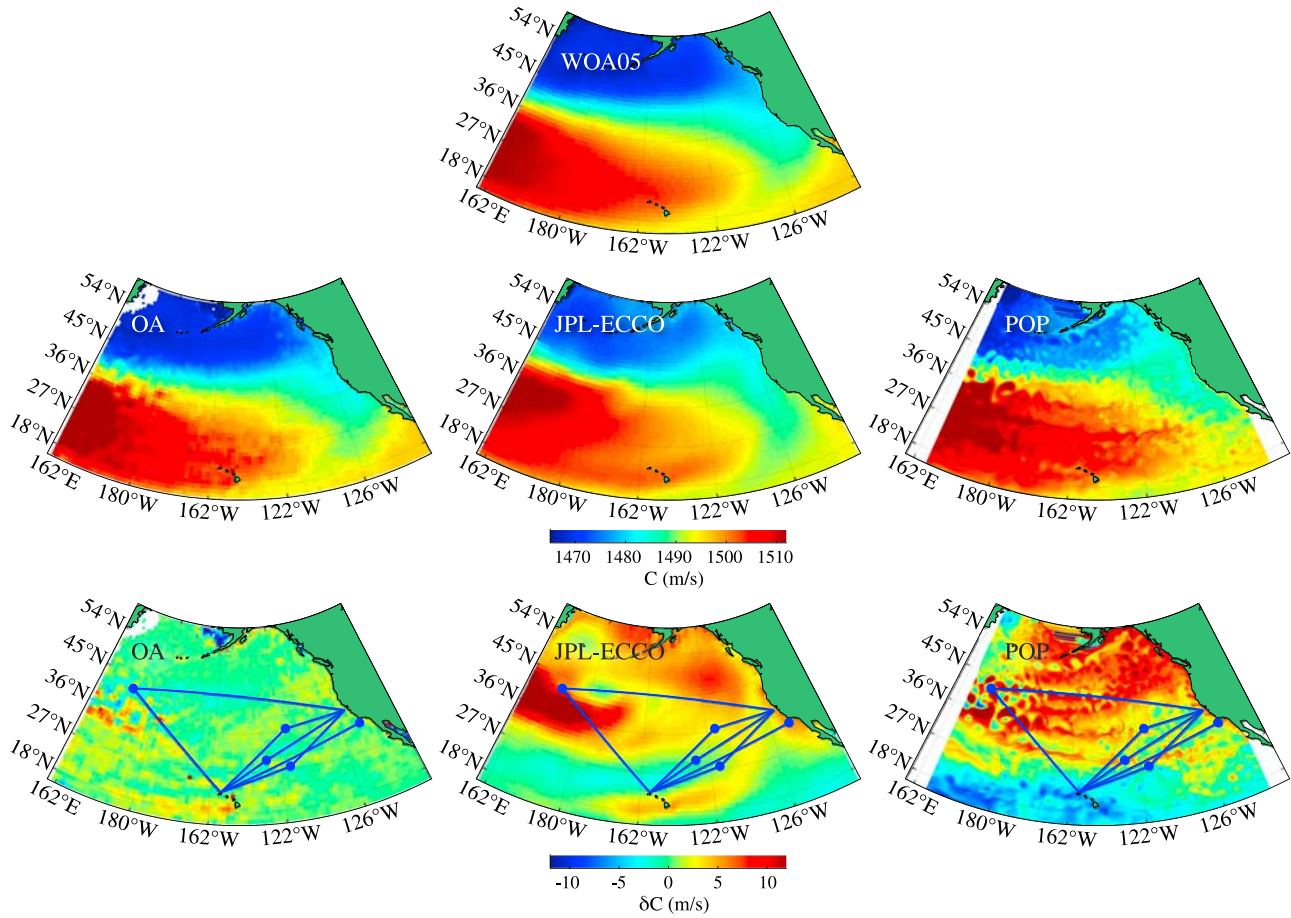 54°N
45°N
36°N
27°N
18°N
162°E
180°W
162°W
122°W
126°W
WOA05
54°N
45°N
36°N
27°N
18°N
162°E
180°W
162°W
122°W
126°W
OA
54°N
45°N
36°N
27°N
18°N
162°E
180°W
162°W
122°W
126°W
JPL-ECCO
54°N
45°N
36°N
27°N
18°N
162°E
180°W
162°W
122°W
126°W
POP
1470 1480 1490 1500 1510
C (m/s)
54°N
45°N
36°N
27°N
18°N
162°E
180°W
162°W
122°W
126°W
OA
54°N
45°N
36°N
27°N
18°N
162°E
180°W
162°W
122°W
126°W
JPL-ECCO
54°N
45°N
36°N
27°N
18°N
162°E
180°W
162°W
122°W
126°W
POP
-10 -5 0 5 10
δC (m/s)